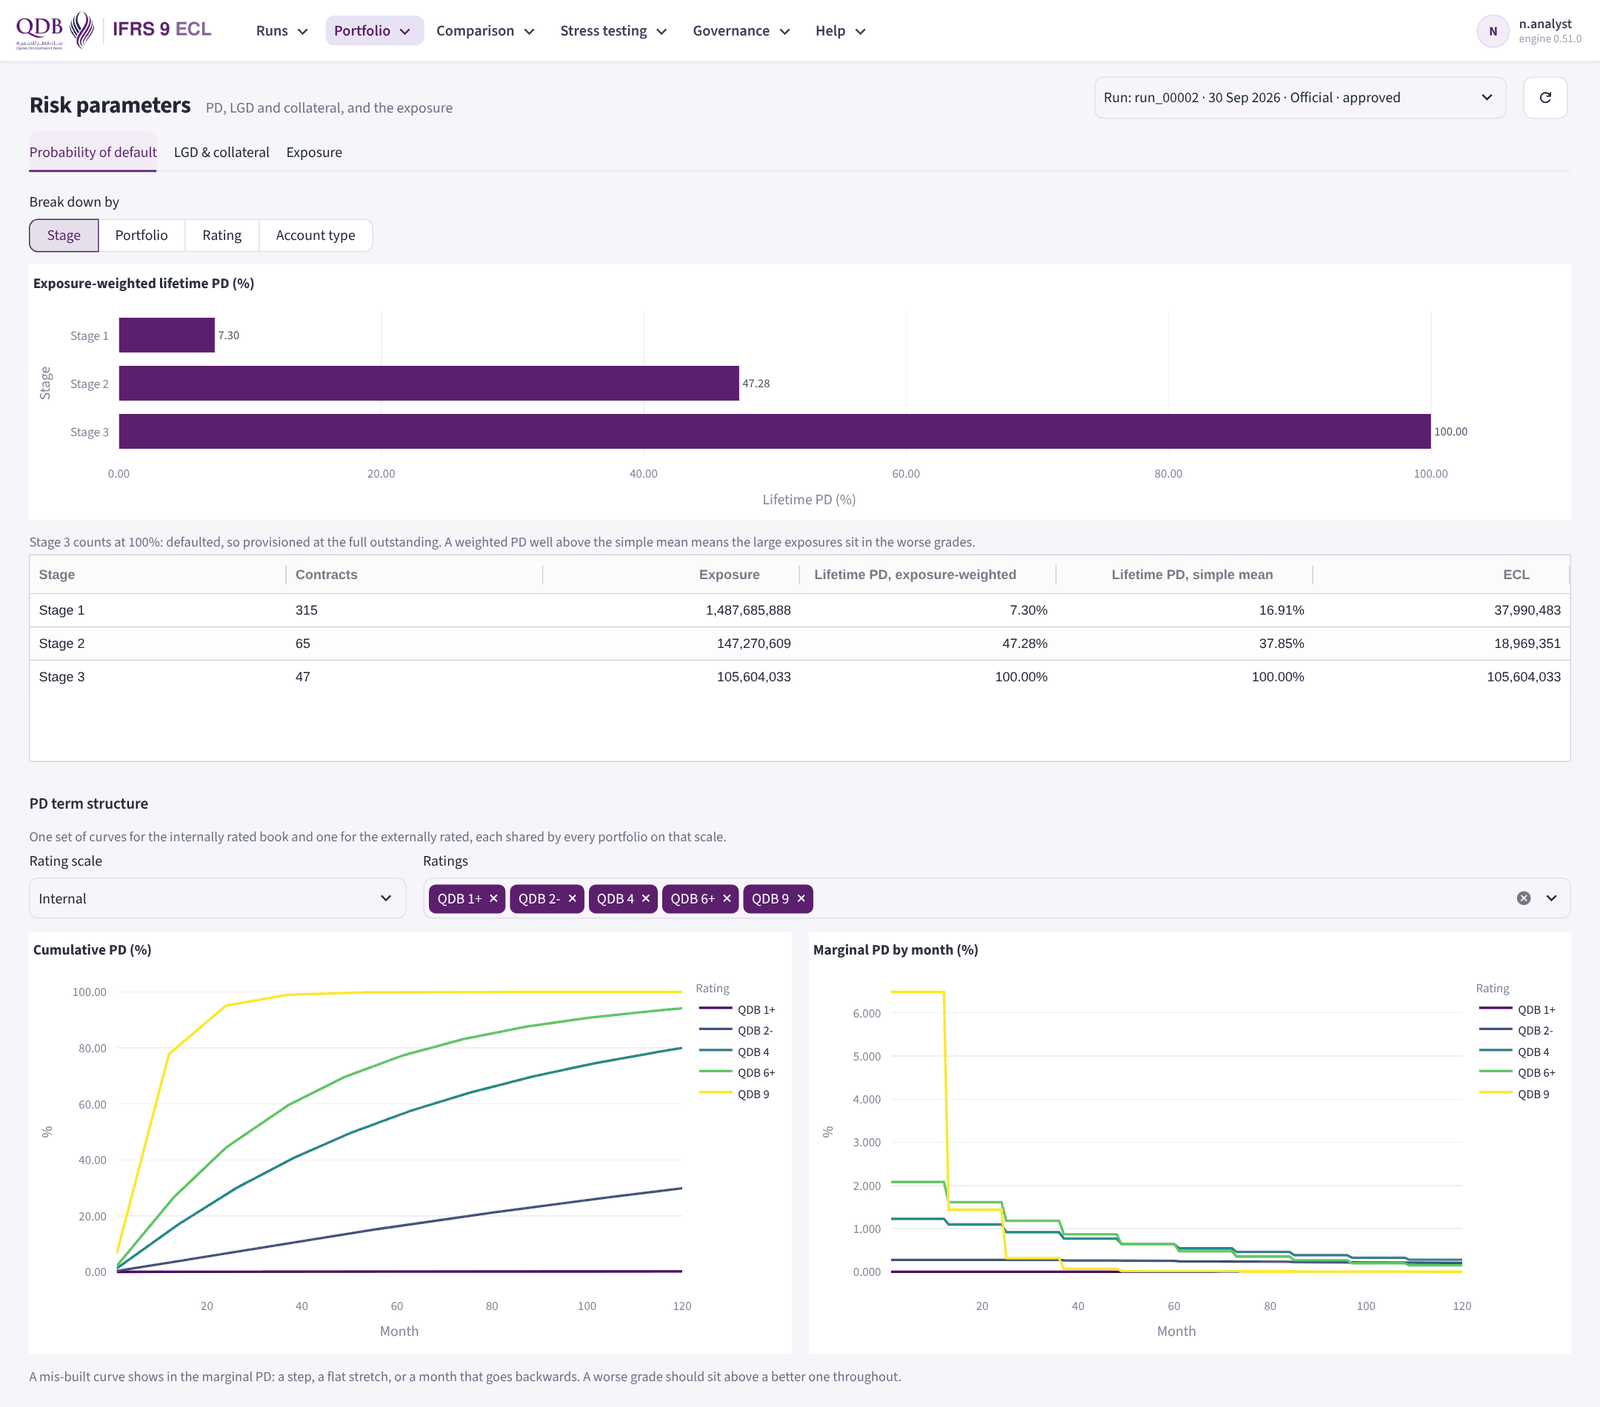 QDB
IFRS 9 ECL
Runs
Portfolio
Comparison
Stress testing
Governance
Help
N
n.analyst
engine 0.51.0
Risk parameters
PD, LGD and collateral, and the exposure
Run: run_00002 · 30 Sep 2026 · Official · approved
Probability of default
LGD & collateral
Exposure
Break down by
Stage
Portfolio
Rating
Account type
Exposure-weighted lifetime PD (%)
Stage
Stage 1
7.30
Stage 2
47.28
Stage 3
100.00
0.00
20.00
40.00
60.00
80.00
100.00
Lifetime PD (%)
Stage 3 counts at 100%: defaulted, so provisioned at the full outstanding. A weighted PD well above the simple mean means the large exposures sit in the worse grades.
Stage Contracts Exposure Lifetime PD, exposure-weighted Lifetime PD, simple mean ECL
Stage 1 315 1,487,685,888 7.30% 16.91% 37,990,483
Stage 2 65 147,270,609 47.28% 37.85% 18,969,351
Stage 3 47 105,604,033 100.00% 100.00% 105,604,033
PD term structure
One set of curves for the internally rated book and one for the externally rated, each shared by every portfolio on that scale.
Rating scale
Internal
Ratings
QDB 1+ ×
QDB 2- ×
QDB 4 ×
QDB 6+ ×
QDB 9 ×
Cumulative PD (%)
100.00
80.00
60.00
40.00
20.00
0.00
%
20
40
60
80
100
120
Month
Rating
QDB 1+
QDB 2-
QDB 4
QDB 6+
QDB 9
Marginal PD by month (%)
6.000
5.000
4.000
3.000
2.000
1.000
0.000
%
20
40
60
80
100
120
Month
Rating
QDB 1+
QDB 2-
QDB 4
QDB 6+
QDB 9
A mis-built curve shows in the marginal PD: a step, a flat stretch, or a month that goes backwards. A worse grade should sit above a better one throughout.